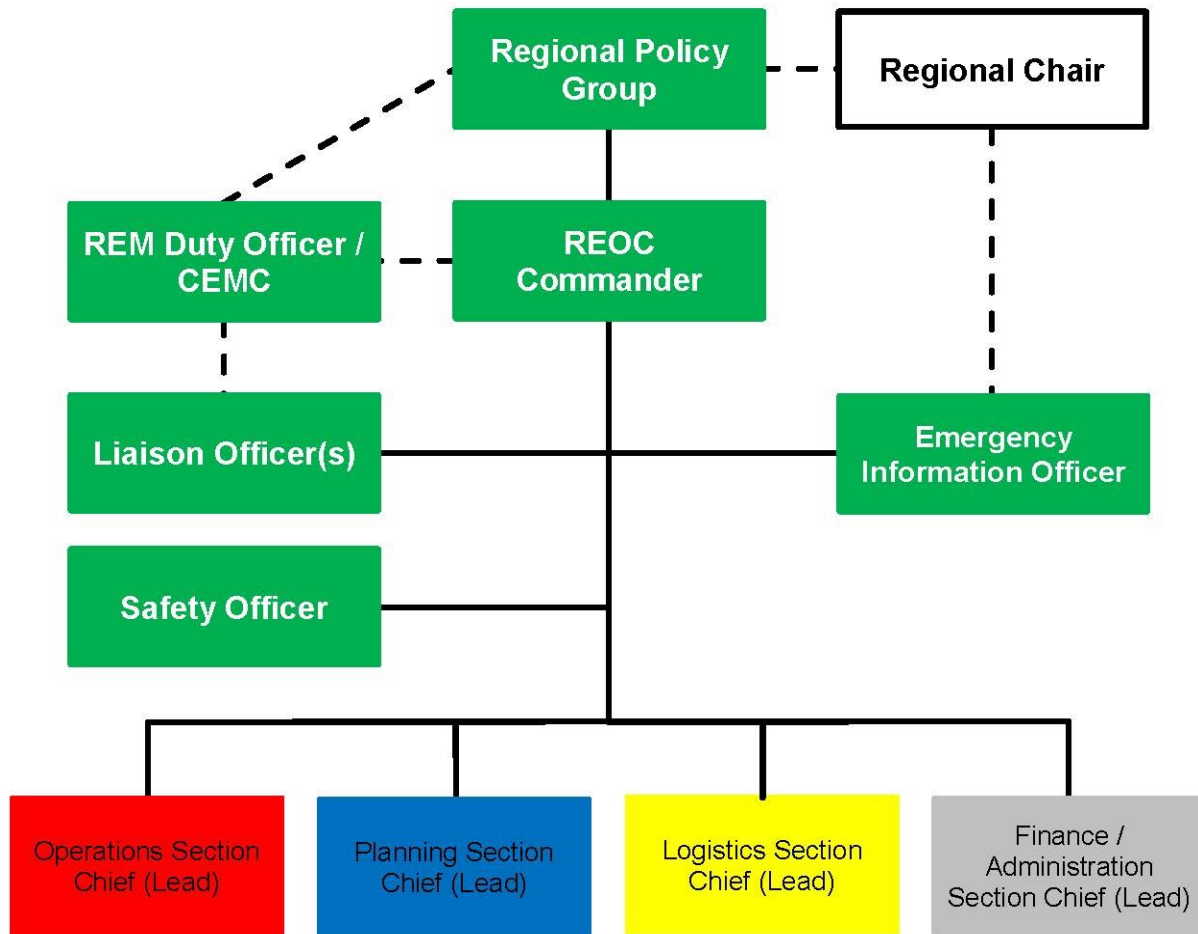 Regional Policy
Group
Regional Chair
REM Duty Officer /
CEMC
REOC
Commander
Liaison Officer(s)
Emergency
Information Officer
Safety Officer
Operations Section
Chief (Lead)
Planning Section
Chief (Lead)
Logistics Section
Chief (Lead)
Finance /
Administration
Section Chief (Lead)